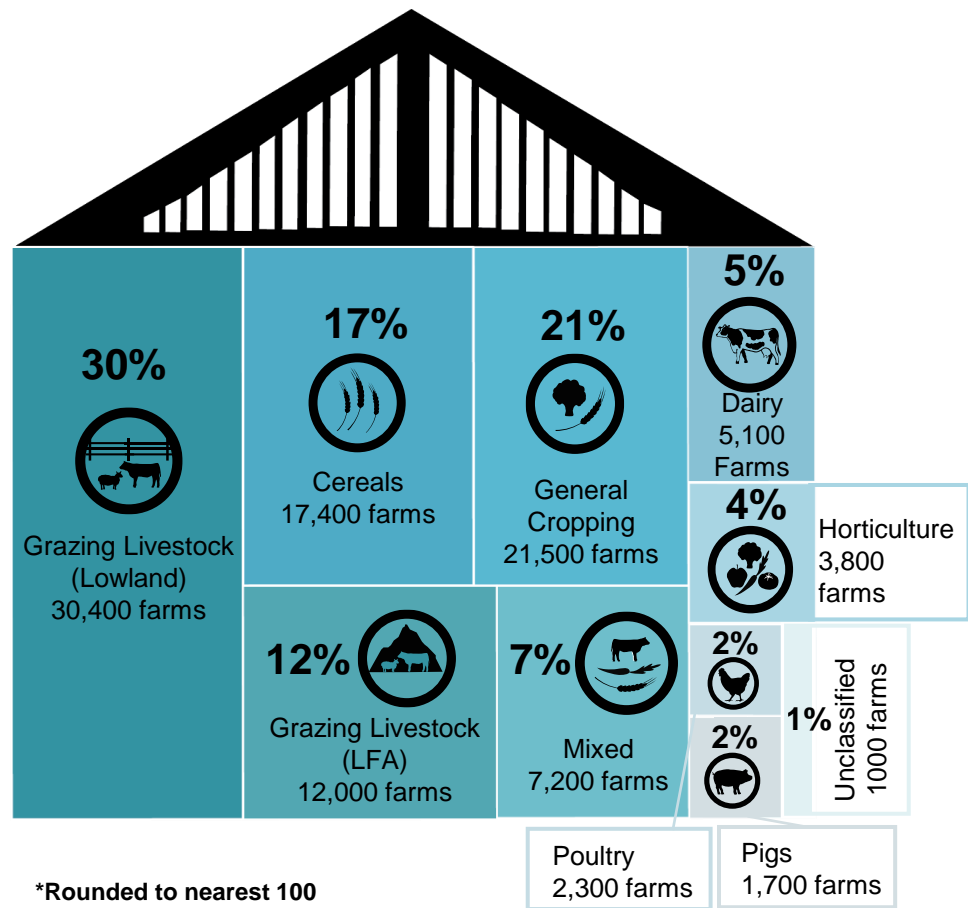 30%
Grazing Livestock
(Lowland)
30,400 farms
17%
Cereals
17,400 farms
21%
General
Cropping
21,500 farms
5%
Dairy
5,100
Farms
4%
Horticulture
3,800
farms
12%
Grazing Livestock
(LFA)
12,000 farms
7%
Mixed
7,200 farms
2%
2%
1%
Unclassified
1000 farms
Poultry
2,300 farms
Pigs
1,700 farms
*Rounded to nearest 100